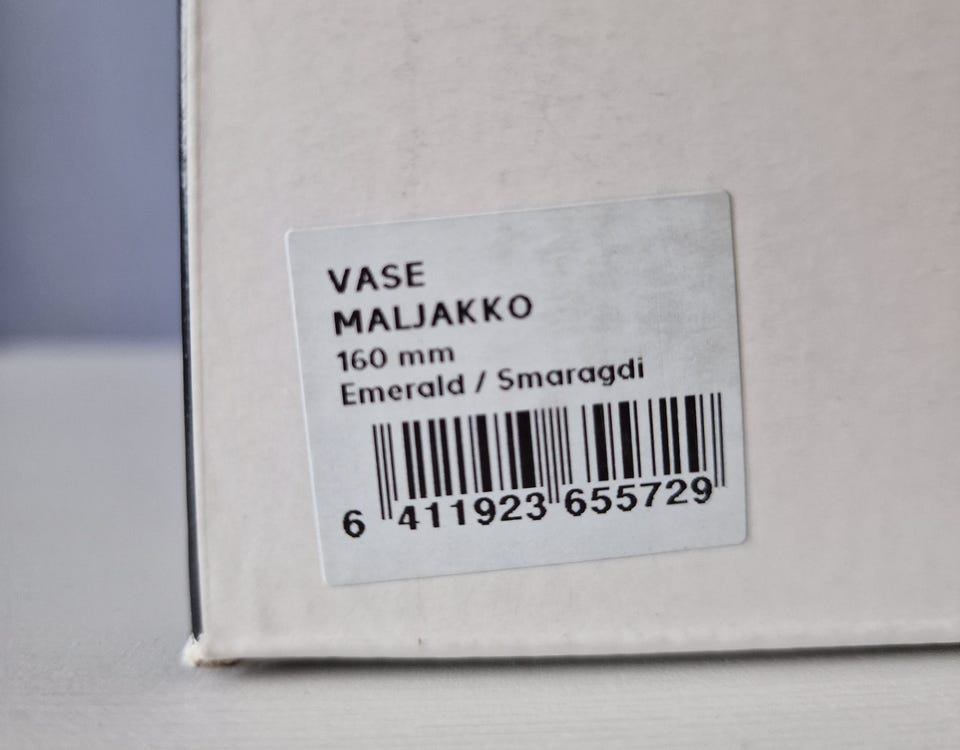 VASE
MALJAKKO
160 mm
Emerald / Smaragdi
6 411923 655729